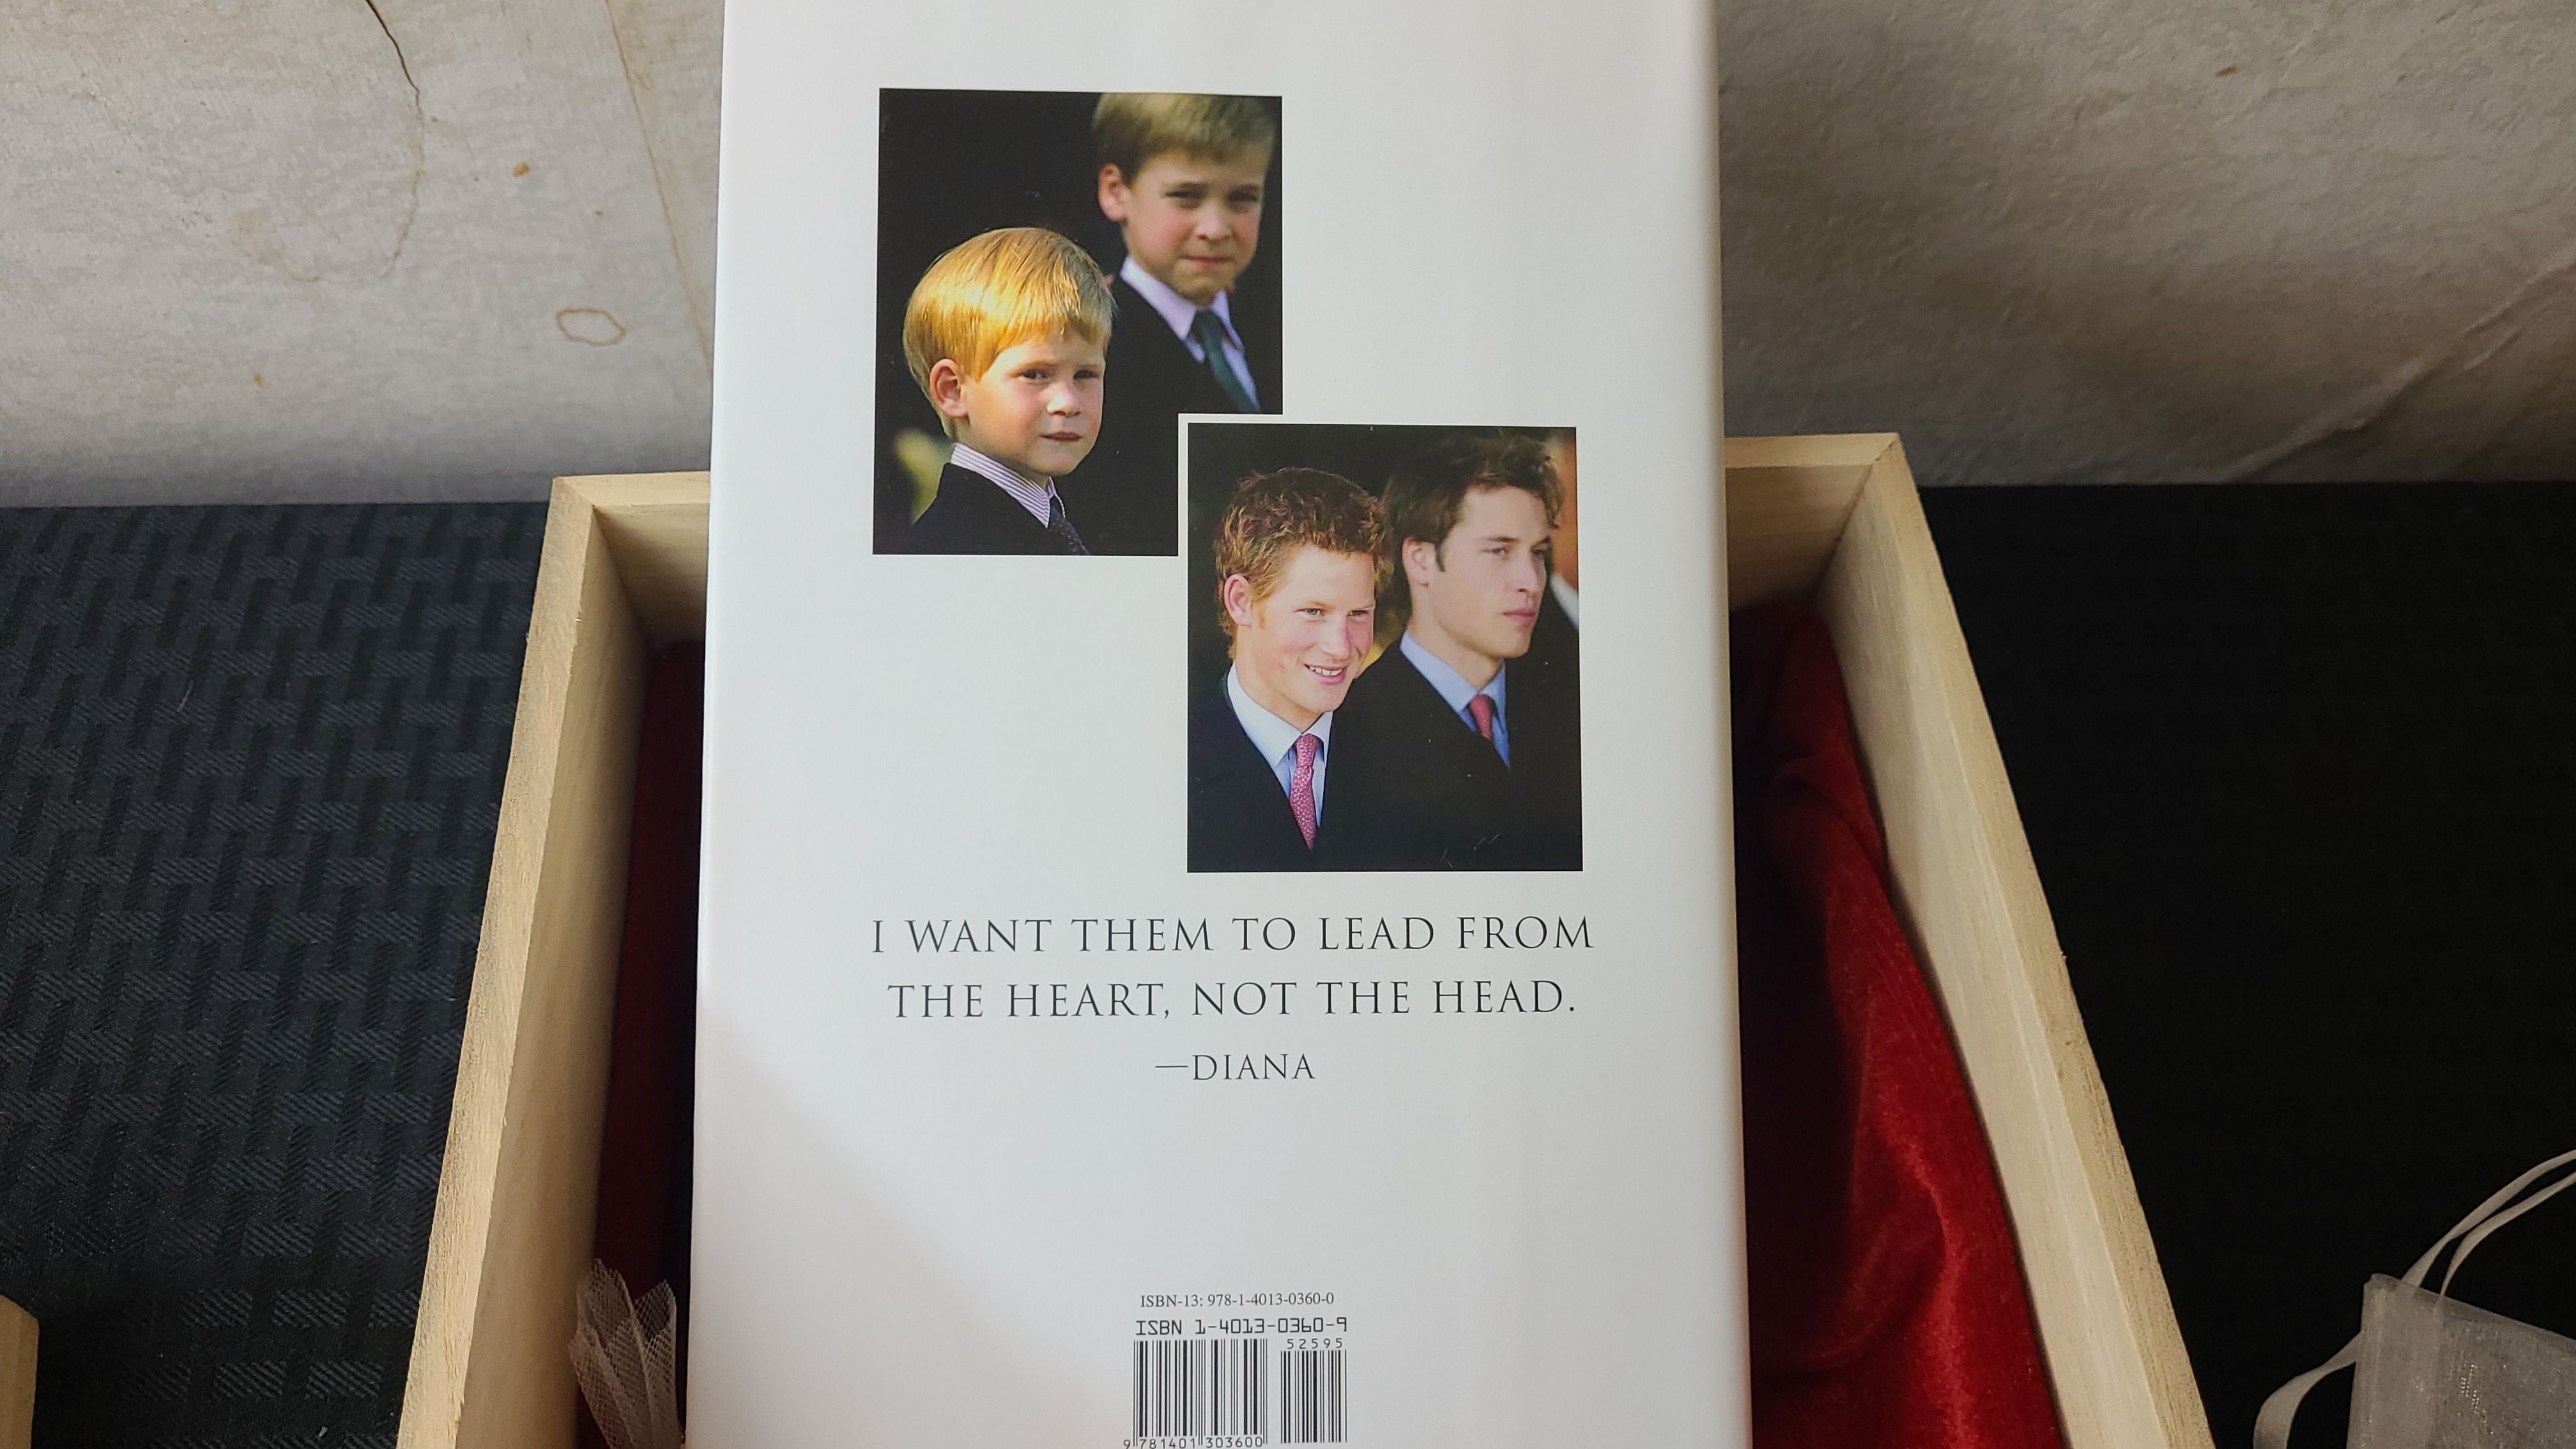 I WANT THEM TO LEAD FROM
THE HEART, NOT THE HEAD.
—DIANA
ISBN-13: 978-1-4013-0360-0
ISBN 1-4013-0360-9
52595
9 781401 303600